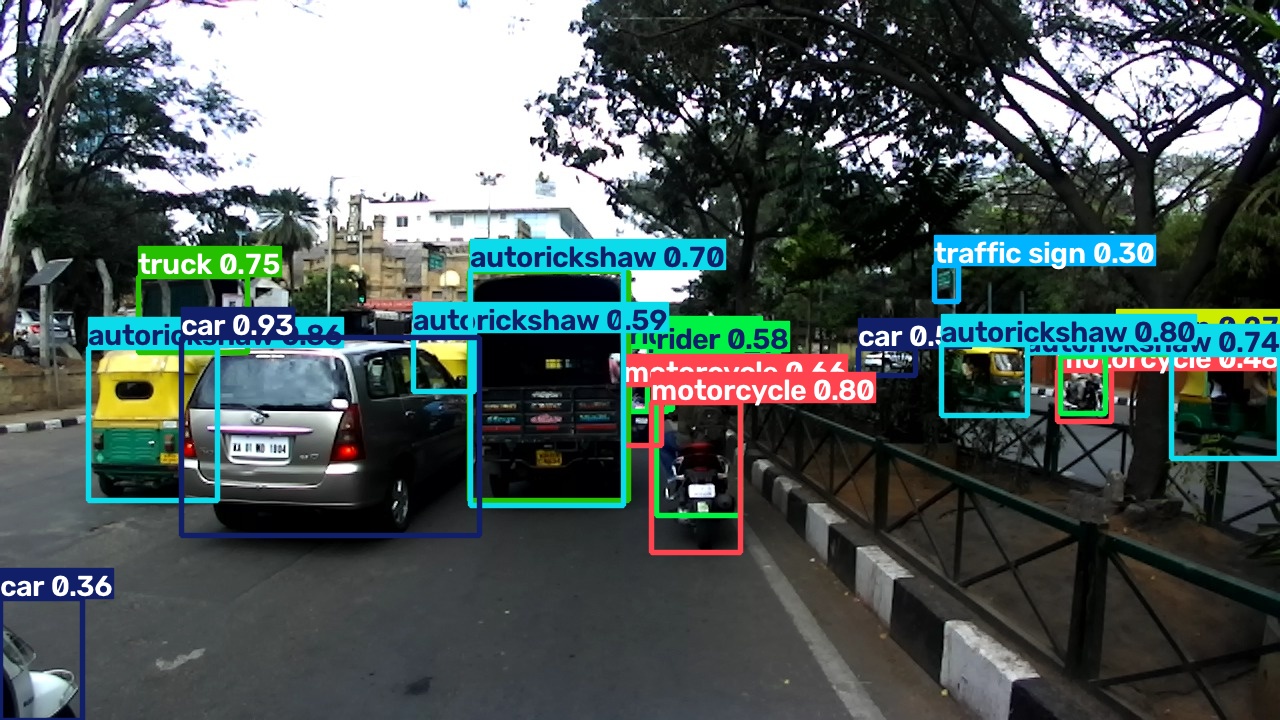 truck 0.75
autorickshaw 0.70
traffic sign 0.30
car 0.93
0.86
autorickshaw 0.59
rider 0.58
car
autorickshaw 0.80
0.74
motorcycle 0.66
motorcycle 0.48
motorcycle 0.80
KA 01 MD 1804
car 0.36